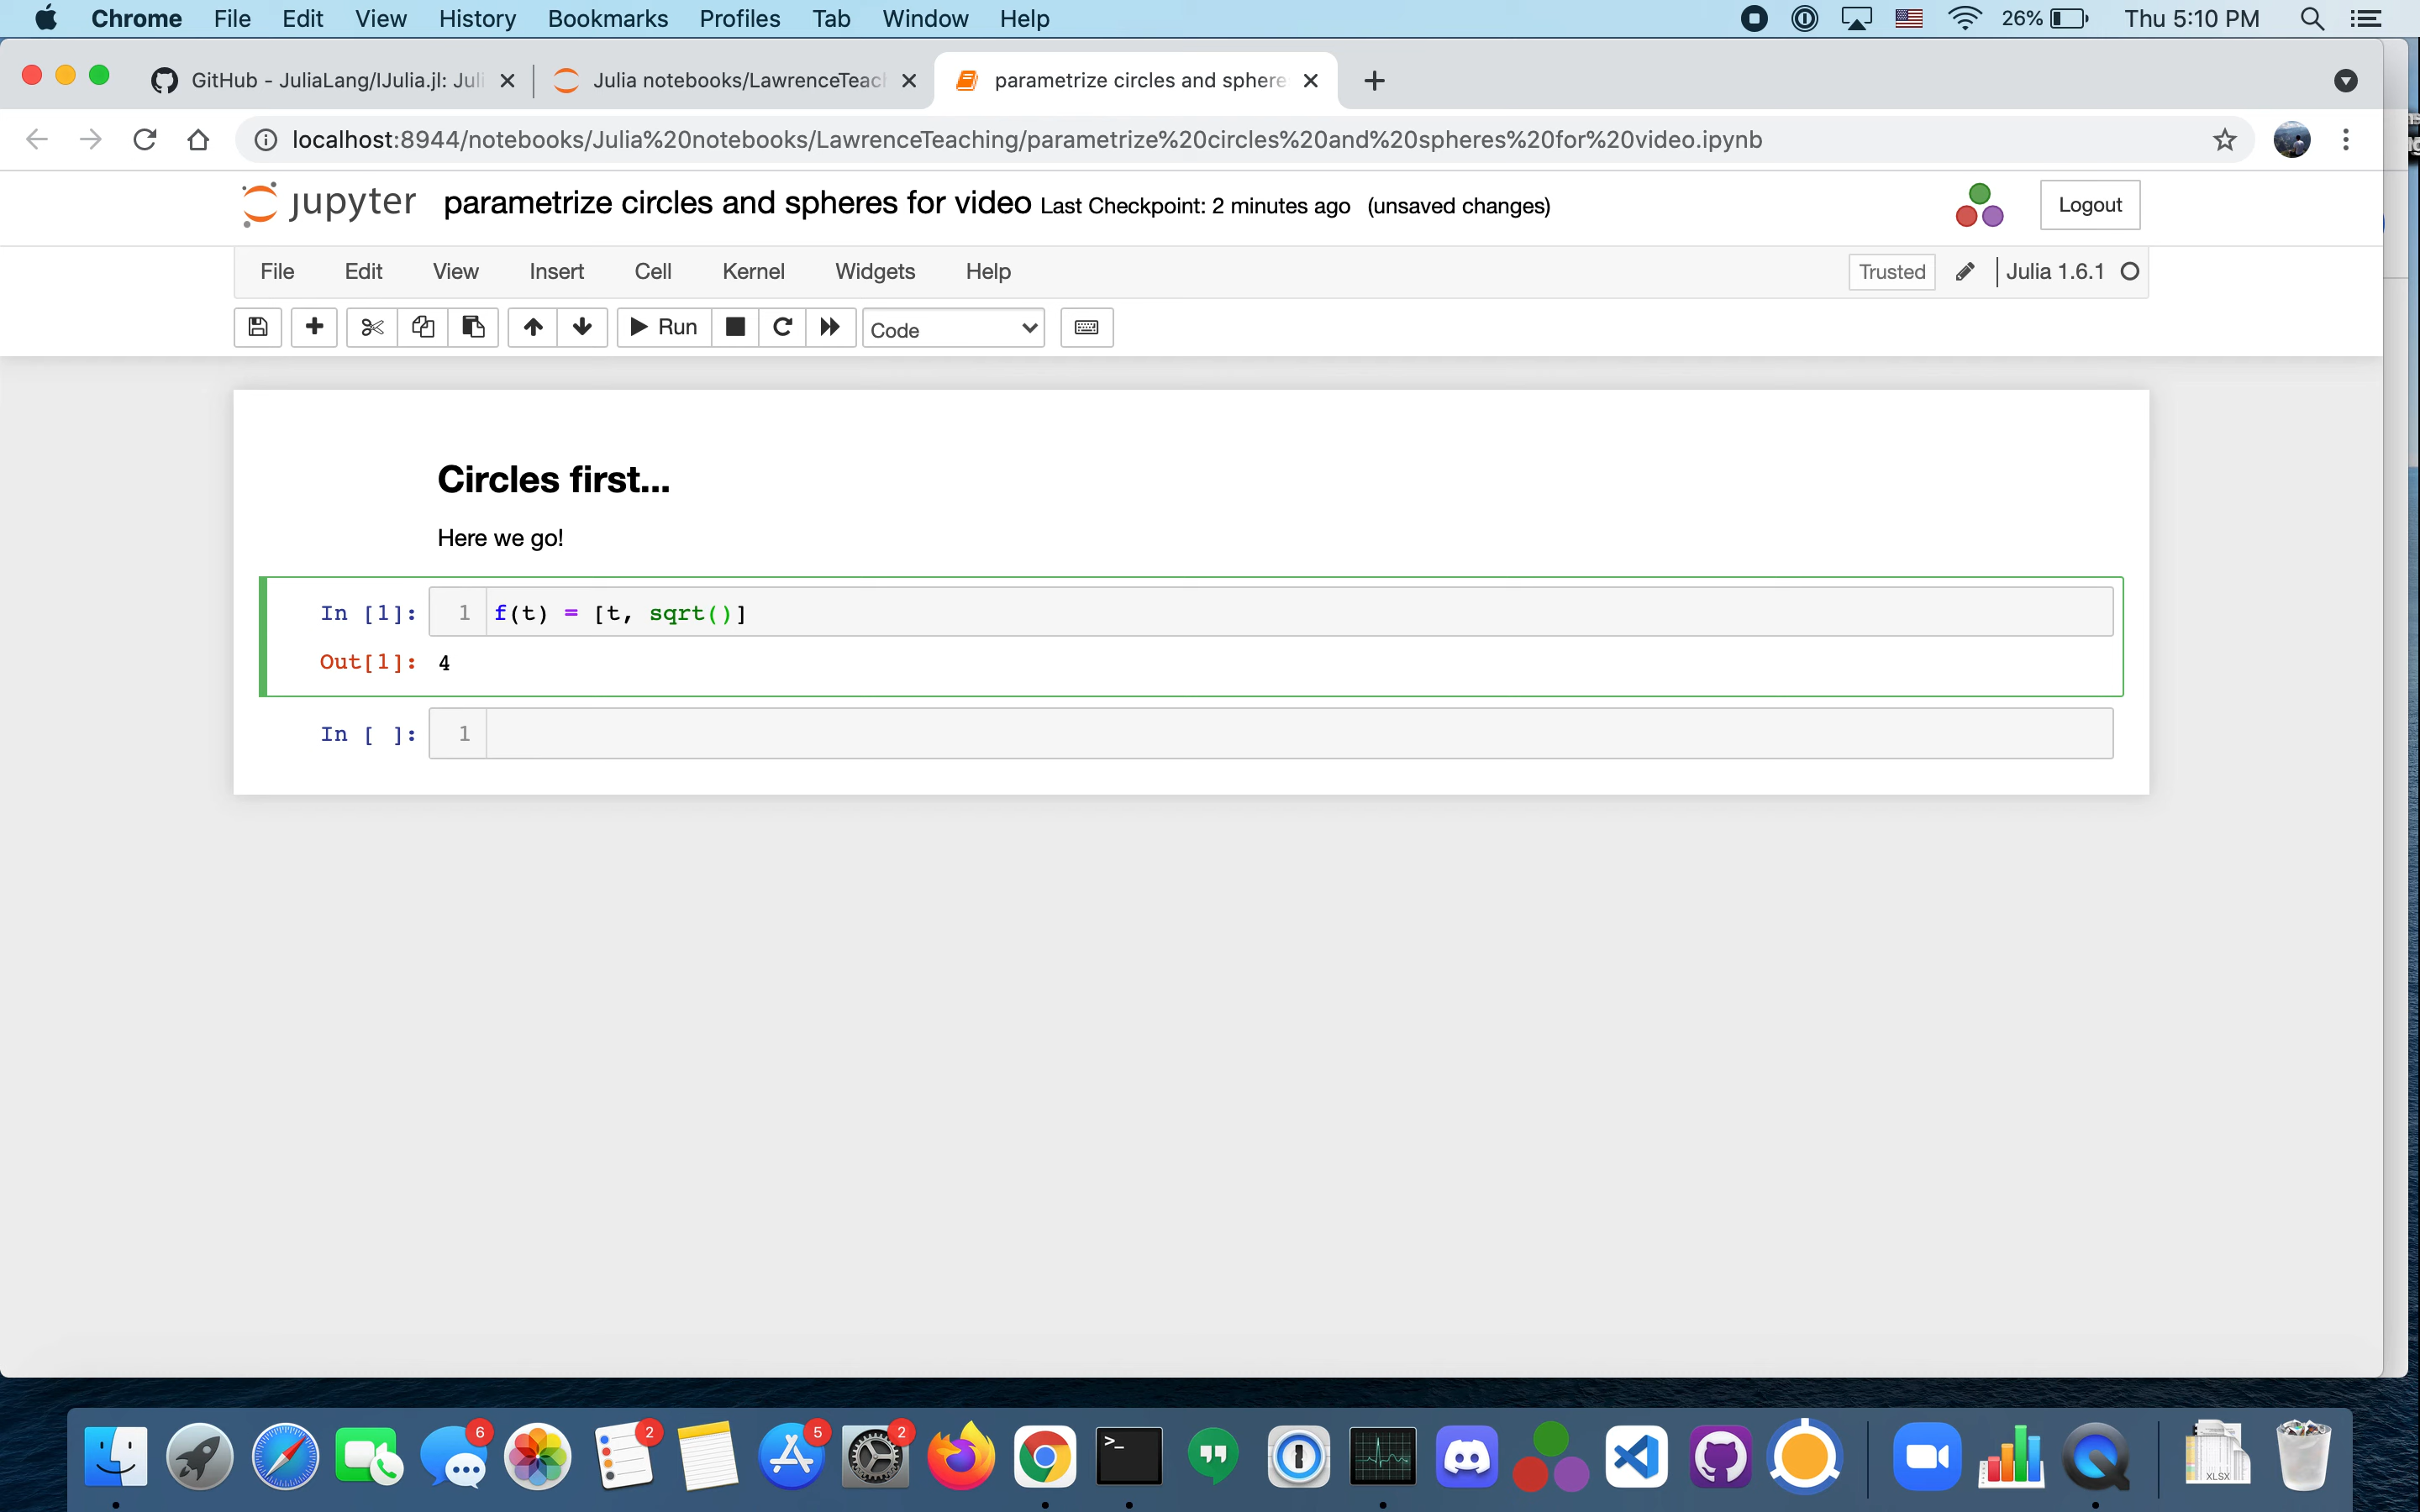 Chrome File Edit View History Bookmarks Profiles Tab Window Help 26% Thu 5:10 PM
GitHub - JuliaLang/IJulia.jl: Juli Julia notebooks/LawrenceTeach parametrize circles and sphere
localhost:8944/notebooks/Julia%20notebooks/LawrenceTeaching/parametrize%20circles%20and%20spheres%20for%20video.ipynb
jupyter parametrize circles and spheres for video Last Checkpoint: 2 minutes ago (unsaved changes) Logout
File Edit View Insert Cell Kernel Widgets Help Trusted Julia 1.6.1
Run Code
Circles first...
Here we go!
In [1]: 1 f(t) = [t, sqrt()]
Out[1]: 4
In [ ]: 1
6 2 5 2
XLSX